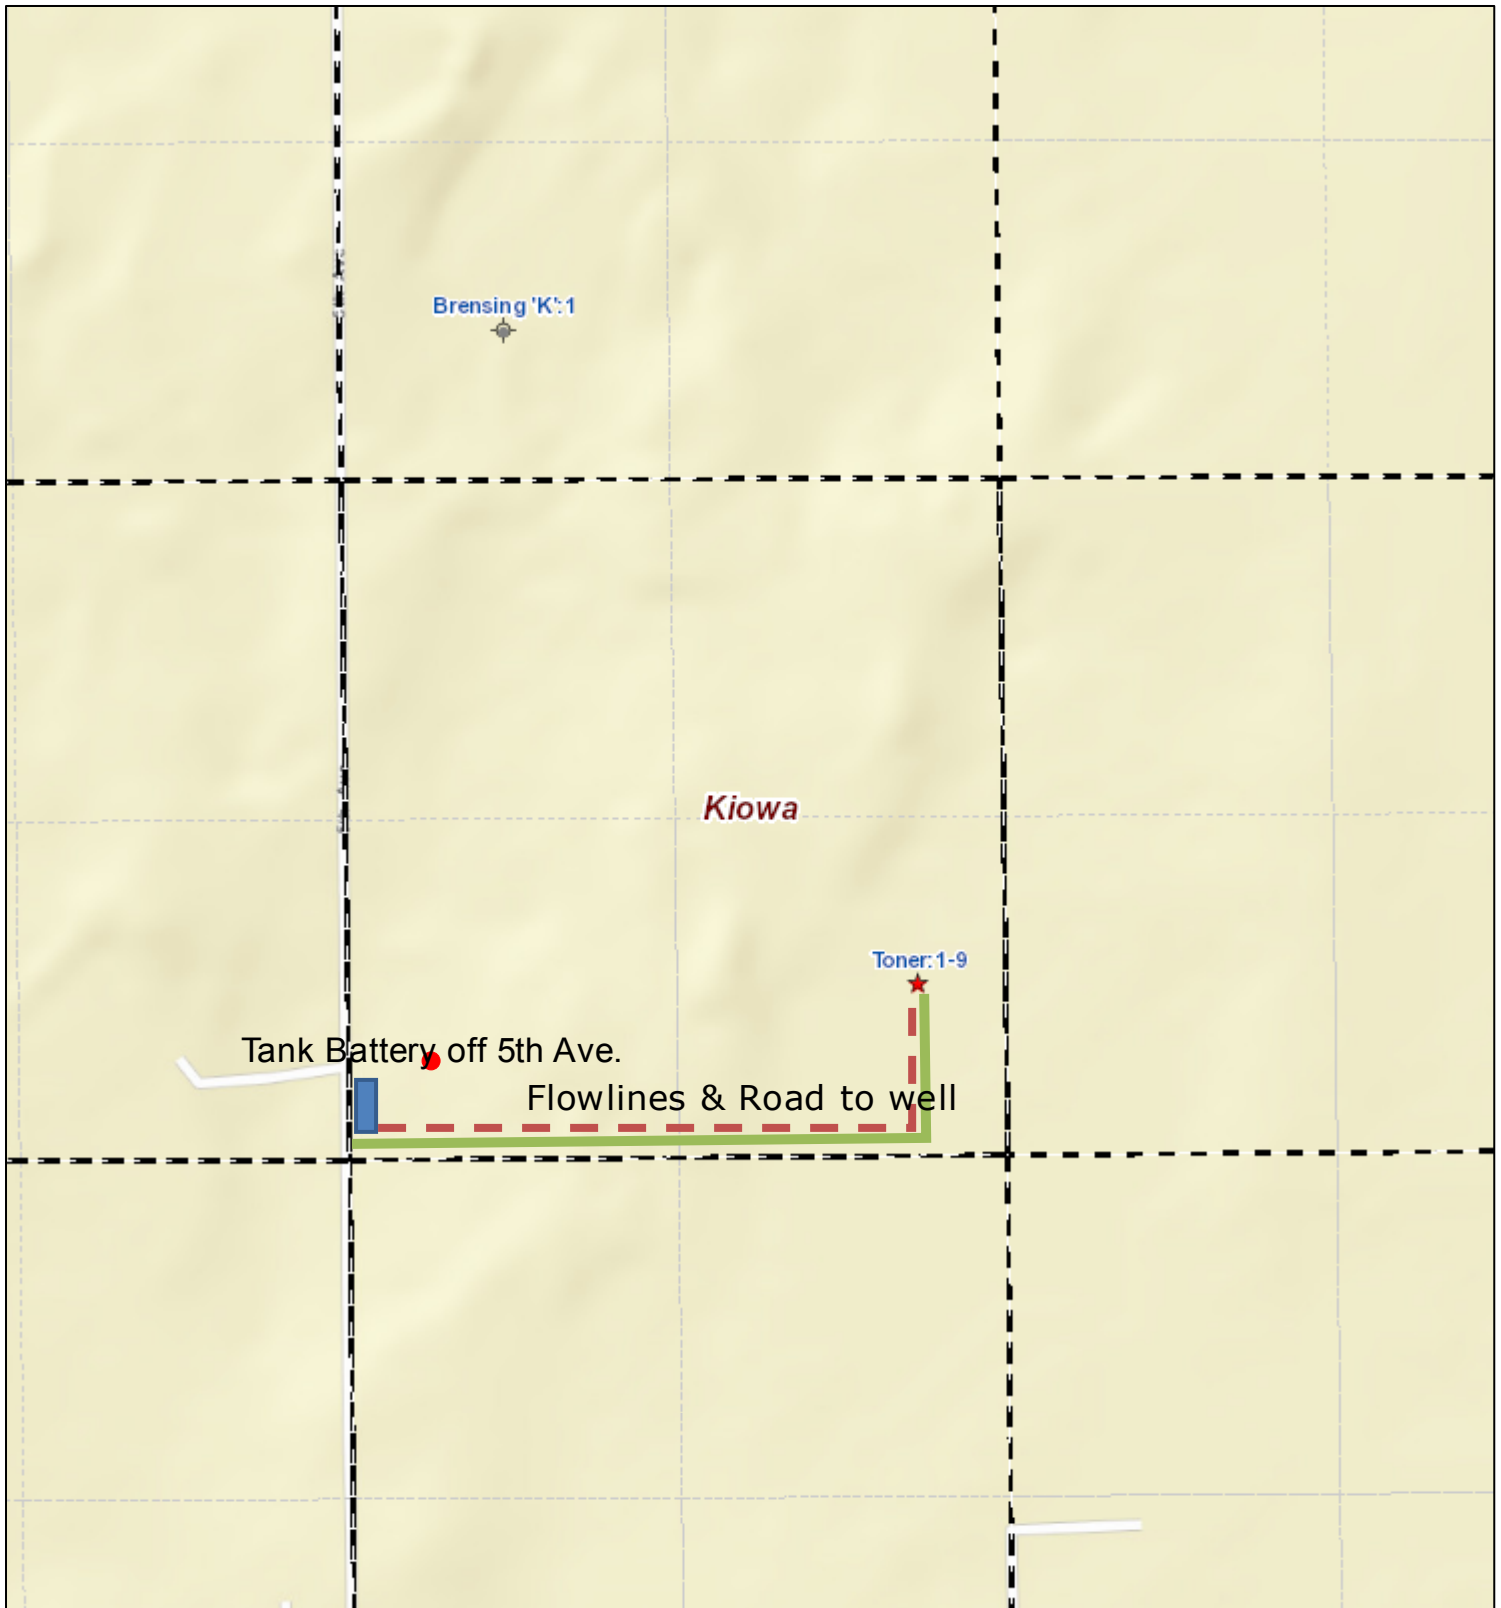 Brensing 'K':1
Kiowa
Toner:1-9
Tank Battery off 5th Ave.
Flowlines & Road to well